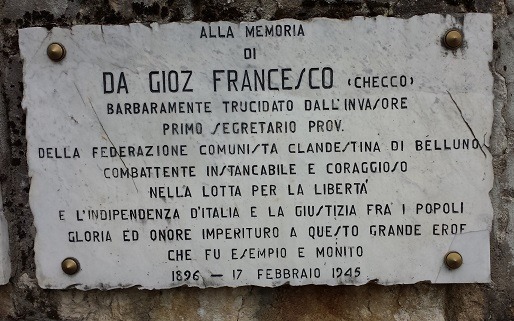 ALLA MEMORIA
DI
DA GIOZ FRANCESCO (CHECCO)
BARBARAMENTE TRUCIDATO DALL'INVASORE
PRIMO SEGRETARIO PROV.
DELLA FEDERAZIONE COMUNISTA CLANDESTINA DI BELLUNO
COMBATTENTE INSTANCABILE E CORAGGIOSO
NELLA LOTTA PER LA LIBERTA'
E L'INDIPENDENZA D'ITALIA E LA GIUSTIZIA FRA' I POPOLI
GLORIA ED ONORE IMPERITURO A QUESTO GRANDE EROE
CHE FU ESEMPIO E MONITO
1896 — 17 FEBBRAIO 1945